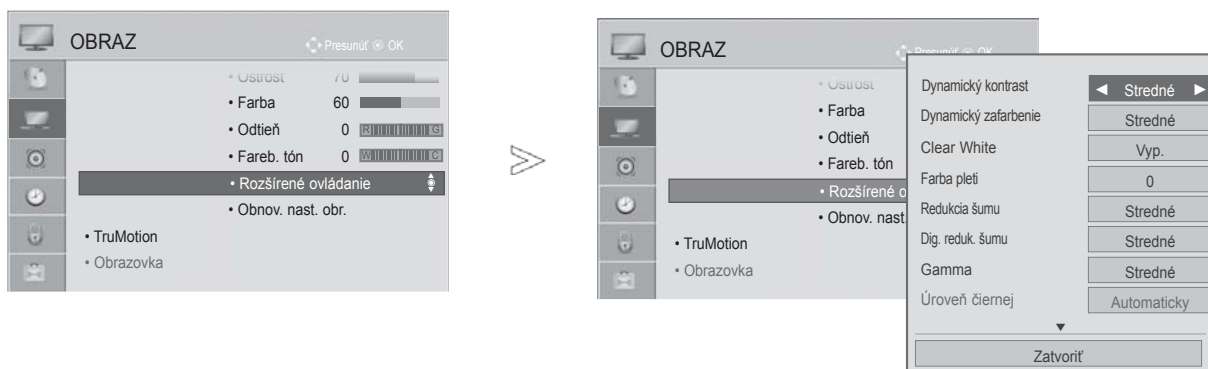 OBRAZ
Presunúť OK
• Ostrosť 70
• Farba 60
• Odtieň 0 R G
• Fareb. tón 0 W G
• Rozšírené ovládanie
• Obnov. nast. obr.
• TruMotion
• Obrazovka
OBRAZ
Presunúť OK
• Ostrosť
• Farba
• Odtieň
• Fareb. tón
• Rozšírené o
• Obnov. nast
• TruMotion
• Obrazovka
Dynamický kontrast ◄ Stredné ►
Dynamický zafarbenie Stredné
Clear White Vyp.
Farba pleti 0
Redukcia šumu Stredné
Dig. reduk. šumu Stredné
Gamma Stredné
Úroveň čiernej Automaticky
▼
Zatvoriť